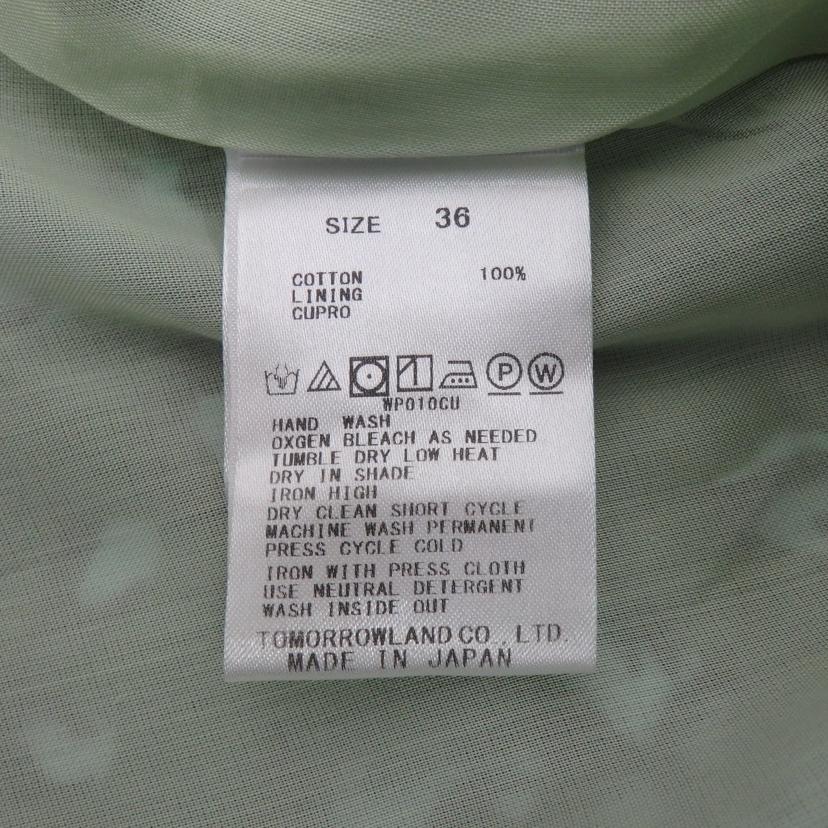 SIZE 36
COTTON 100%
LINING
CUPRO
P W
WP010CU
HAND WASH
OXGEN BLEACH AS NEEDED
TUMBLE DRY LOW HEAT
DRY IN SHADE
IRON HIGH
DRY CLEAN SHORT CYCLE
MACHINE WASH PERMANENT
PRESS CYCLE COLD
IRON WITH PRESS CLOTH
USE NEUTRAL DETERGENT
WASH INSIDE OUT
TOMORROWLAND CO., LTD.
MADE IN JAPAN